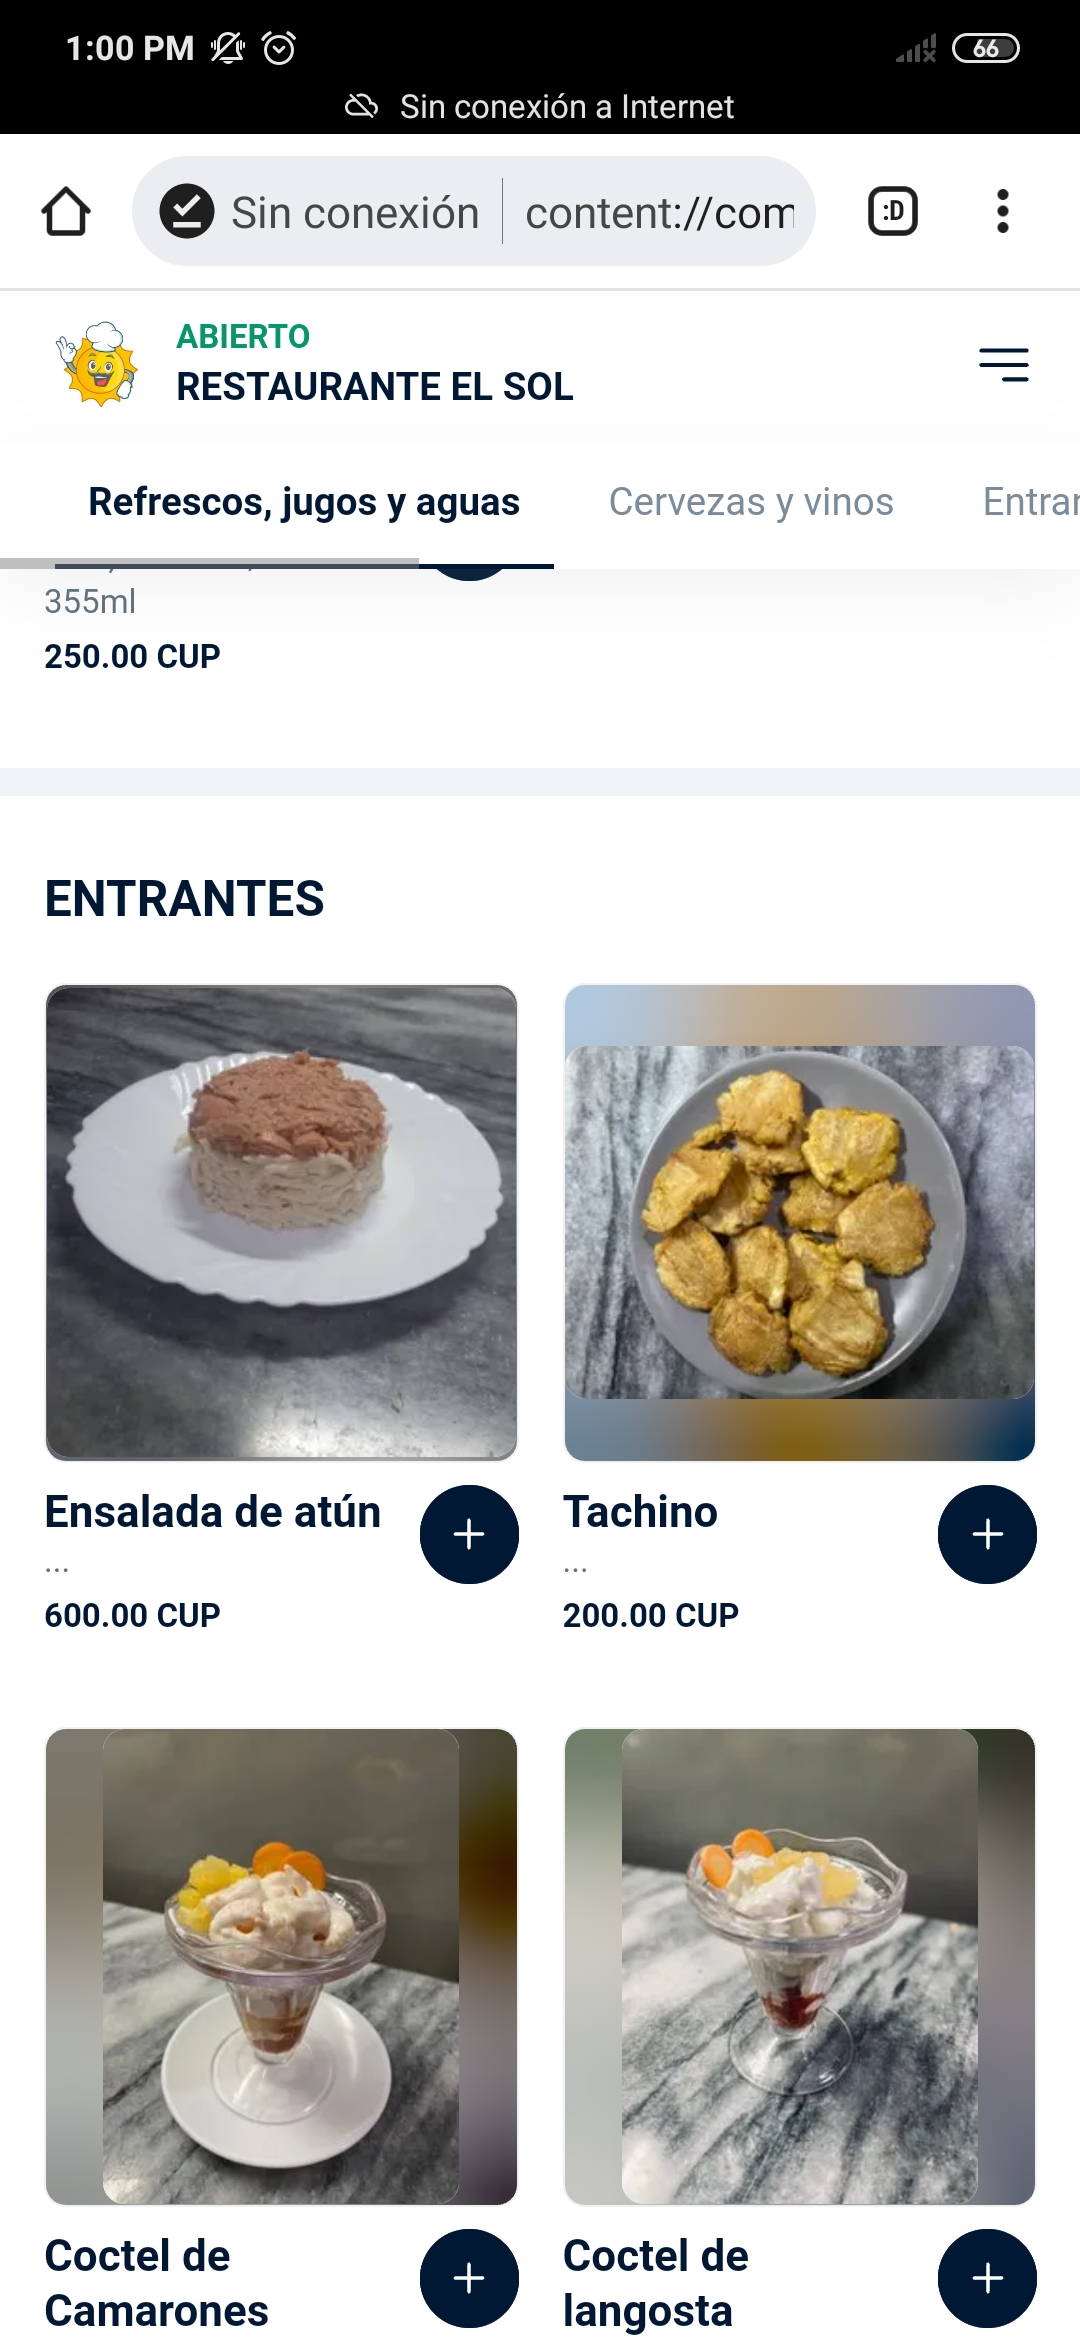 1:00 PM
66
Sin conexión a Internet
Sin conexión
content://com
:D
ABIERTO
RESTAURANTE EL SOL
Refrescos, jugos y aguas
Cervezas y vinos
Entrar
355ml
250.00 CUP
ENTRANTES
Ensalada de atún
...
600.00 CUP
Tachino
...
200.00 CUP
Coctel de
Camarones
Coctel de
langosta